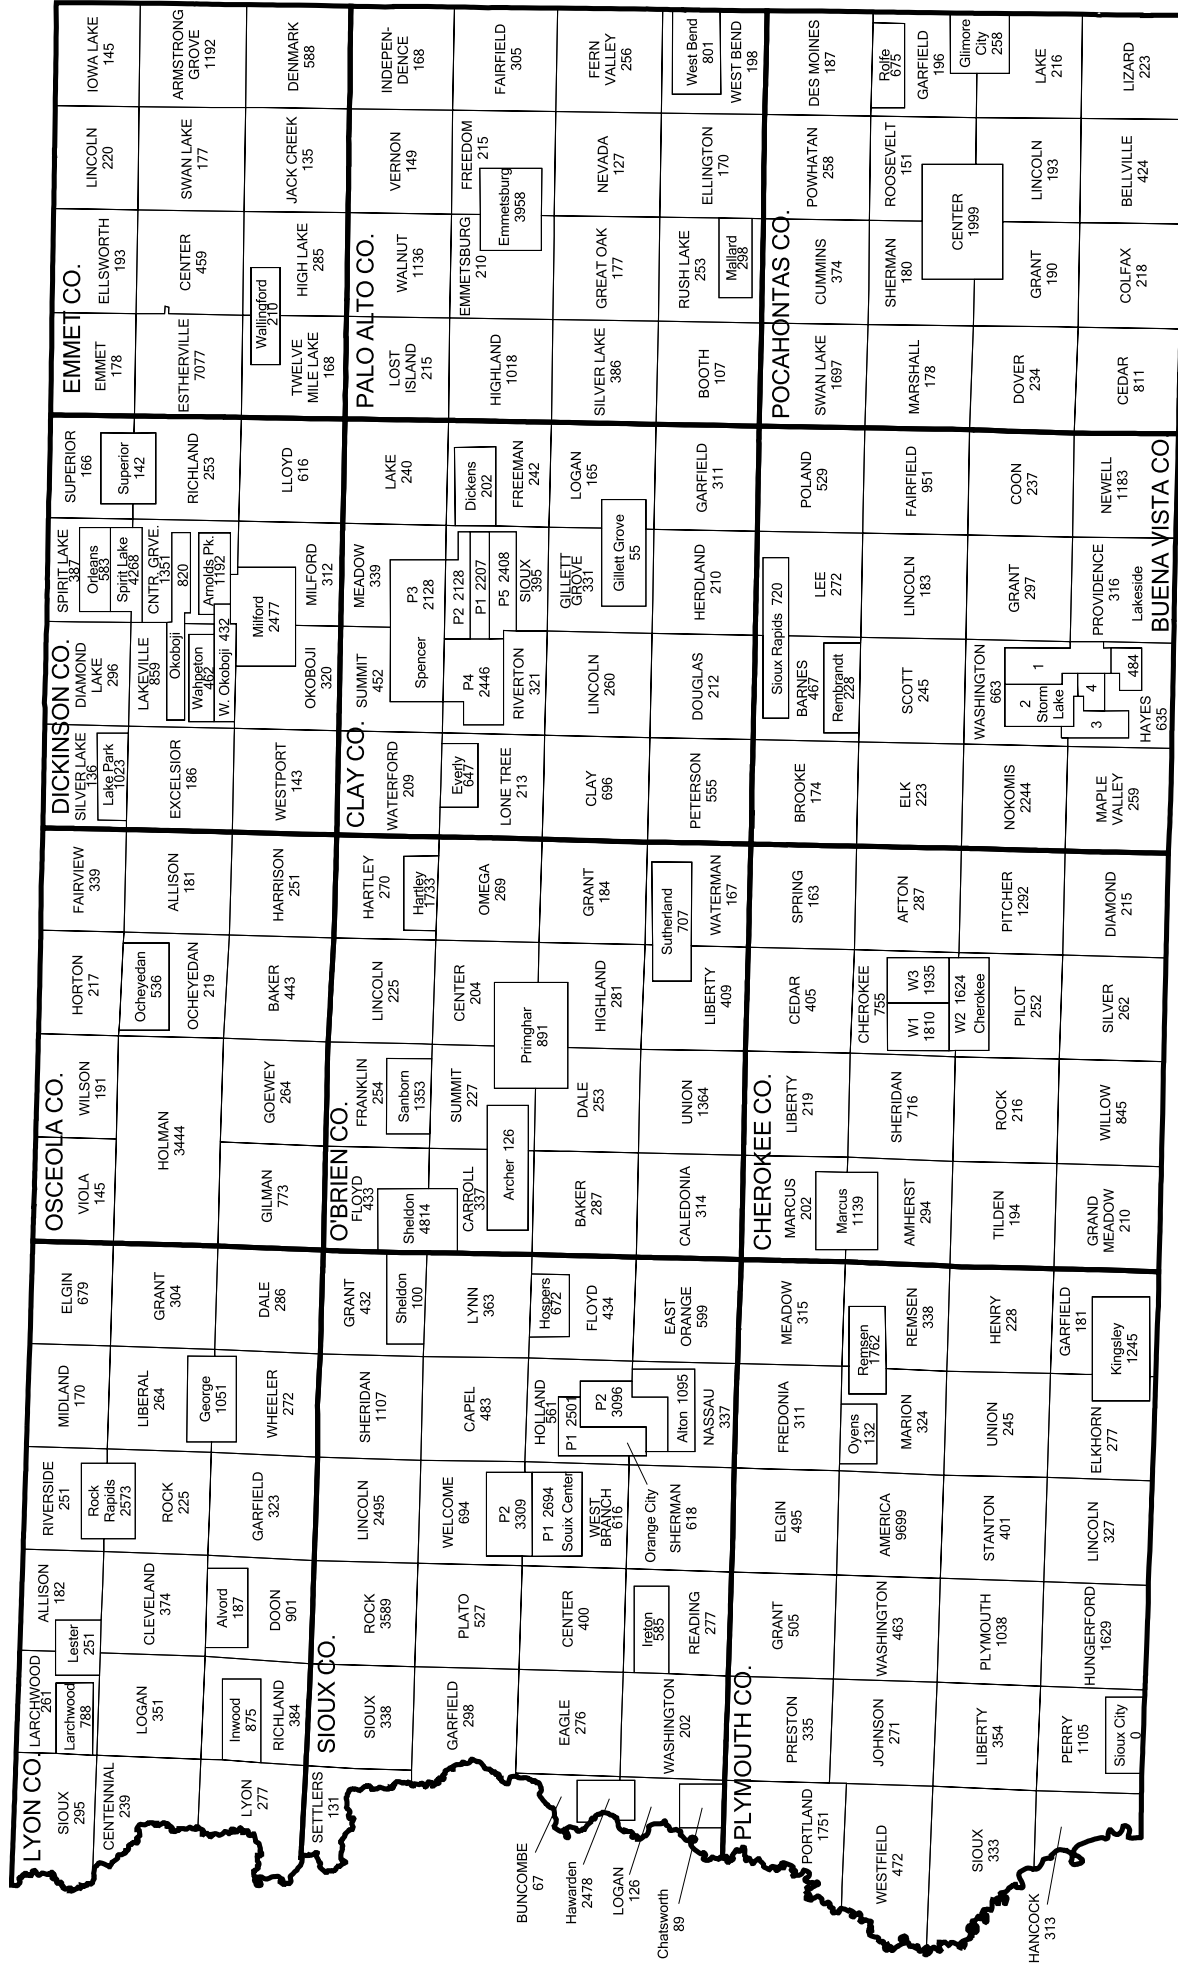 LYON CO.
SIOUX
295
LARCHWOOD
261
Larchwood
788
ALLISON
182
Lester
251
RIVERSIDE
251
Rock
Rapids
2573
MIDLAND
170
ELGIN
679
CENTENIAL
239
LOGAN
351
CLEVELAND
374
ROCK
225
LIBERAL
264
George
1051
GRANT
304
LYON
277
Inwood
875
RICHLAND
384
Alvord
187
DOON
901
GARFIELD
323
WHEELER
272
DALE
286
OSCEOLA CO.
VIOLA
145
WILSON
191
HORTON
217
FAIRVIEW
339
HOLMAN
3444
Ocheyedan
536
OCHEYEDAN
219
ALLISON
181
GILMAN
773
GOEWEY
264
BAKER
443
HARRISON
251
DICKINSON CO.
SILVER LAKE
136
Lake Park
1023
DIAMOND
LAKE
296
SPIRIT LAKE
387
Orleans
583
Spirit Lake
4268
SUPERIOR
166
Superior
142
EXCELSIOR
186
LAKEVILLE
859
CNTR. GRVE.
1351
Okoboji
820
Wahpeton
462
W. Okoboji 432
Arnolds Pk.
1192
RICHLAND
253
WESTPORT
143
OKOBOJI
320
Milford
2477
MILFORD
312
LLOYD
616
EMMET CO.
EMMET
178
ELLSWORTH
193
LINCOLN
220
IOWA LAKE
145
ESTHERVILLE
7077
CENTER
459
SWAN LAKE
177
ARMSTRONG
GROVE
1192
Wallingford
210
TWELVE
MILE LAKE
168
HIGH LAKE
285
JACK CREEK
135
DENMARK
588
SIOUX CO.
SETTLERS
131
SIOUX
338
ROCK
3589
LINCOLN
2495
SHERIDAN
1107
GRANT
432
Sheldon
100
GARFIELD
298
PLATO
527
WELCOME
694
P2
3309
P1 2694
Souix Center
CAPEL
483
LYNN
363
BUNCOMBE
67
Hawarden
2478
LOGAN
126
Chatsworth
89
EAGLE
276
CENTER
400
WEST
BRANCH
616
HOLLAND
561
P1 2501
P2
3096
Orange City
Hospers
672
FLOYD
434
WASHINGTON
202
Ireton
585
READING
277
SHERMAN
618
Alton 1095
NASSAU
337
EAST
ORANGE
599
O'BRIEN CO.
FLOYD
433
Sheldon
4814
FRANKLIN
254
Sanborn
1353
LINCOLN
225
HARTLEY
270
Hartley
1733
CARROLL
337
Archer 126
SUMMIT
227
CENTER
204
Primghar
891
OMEGA
269
BAKER
287
DALE
253
HIGHLAND
281
GRANT
184
CALEDONIA
314
UNION
1364
LIBERTY
409
Sutherland
707
WATERMAN
167
CLAY CO.
WATERFORD
209
SUMMIT
452
MEADOW
339
LAKE
240
Spencer
P3
2128
P2 2128
P1 2207
P5 2408
P4
2446
Everly
647
LONE TREE
213
RIVERTON
321
SIOUX
395
Dickens
202
FREEMAN
242
CLAY
696
LINCOLN
260
GILLETT
GROVE
331
Gillett Grove
55
LOGAN
165
PETERSON
555
DOUGLAS
212
HERDLAND
210
GARFIELD
311
PALO ALTO CO.
LOST
ISLAND
215
WALNUT
1136
VERNON
149
INDEPEN-
DENCE
168
HIGHLAND
1018
EMMETSBURG
210
Emmetsburg
3958
FREEDOM
215
FAIRFIELD
305
SILVER LAKE
386
GREAT OAK
177
NEVADA
127
FERN
VALLEY
256
BOOTH
107
RUSH LAKE
253
Mallard
298
ELLINGTON
170
West Bend
801
WEST BEND
198
PLYMOUTH CO.
PORTLAND
1751
PRESTON
335
GRANT
505
ELGIN
495
FREDONIA
311
MEADOW
315
WESTFIELD
472
JOHNSON
271
WASHINGTON
463
AMERICA
9699
Oyens
132
MARION
324
Remsen
1762
REMSEN
338
SIOUX
333
LIBERTY
354
PLYMOUTH
1038
STANTON
401
UNION
245
HENRY
228
HANCOCK
313
PERRY
1105
Sioux City
0
HUNGERFORD
1629
LINCOLN
327
ELKHORN
277
GARFIELD
181
Kingsley
1245
CHEROKEE CO.
MARCUS
202
Marcus
1139
LIBERTY
219
CEDAR
405
SPRING
163
AMHERST
294
SHERIDAN
716
CHEROKEE
755
W1
1810
W3
1935
W2 1624
Cherokee
AFTON
287
TILDEN
194
ROCK
216
PILOT
252
PITCHER
1292
GRAND
MEADOW
210
WILLOW
845
SILVER
262
DIAMOND
215
BROOKE
174
Sioux Rapids 720
BARNES
467
Rembrandt
228
LEE
272
POLAND
529
ELK
223
SCOTT
245
LINCOLN
183
FAIRFIELD
951
NOKOMIS
2244
WASHINGTON
663
1
2
Storm
Lake
4
3
484
GRANT
297
COON
237
MAPLE
VALLEY
259
HAYES
635
PROVIDENCE
316
Lakeside
NEWELL
1183
BUENA VISTA CO
POCAHONTAS CO.
SWAN LAKE
1697
CUMMINS
374
POWHATAN
258
DES MOINES
187
MARSHALL
178
SHERMAN
180
CENTER
1999
ROOSEVELT
151
Rolfe
675
GARFIELD
196
Gilmore
City
258
DOVER
234
GRANT
190
LINCOLN
193
LAKE
216
CEDAR
811
COLFAX
218
BELLVILLE
424
LIZARD
223